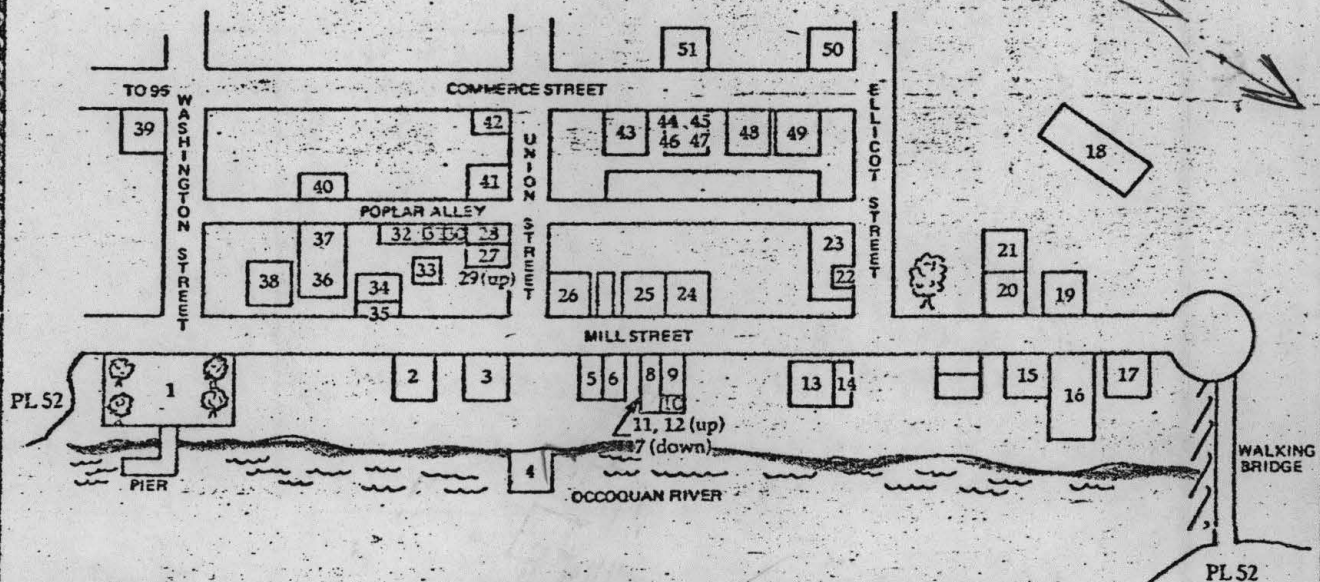 51 50
TO 95
COMMERCE STREET
WASHINGTON STREET
UNION STREET
ELLICOT STREET
39
42
43
44 45
46 47
48
49
18
40
41
POPLAR ALLEY
37
36
38
32
28
27
29 (up)
33
34
35
26
25
24
23
22
21
20
19
MILL STREET
1
2
3
5
6
8
9
10
11, 12 (up)
7 (down)
13
14
15
16
17
PL 52
PIER
4
OCCOQUAN RIVER
WALKING
BRIDGE
PL 52